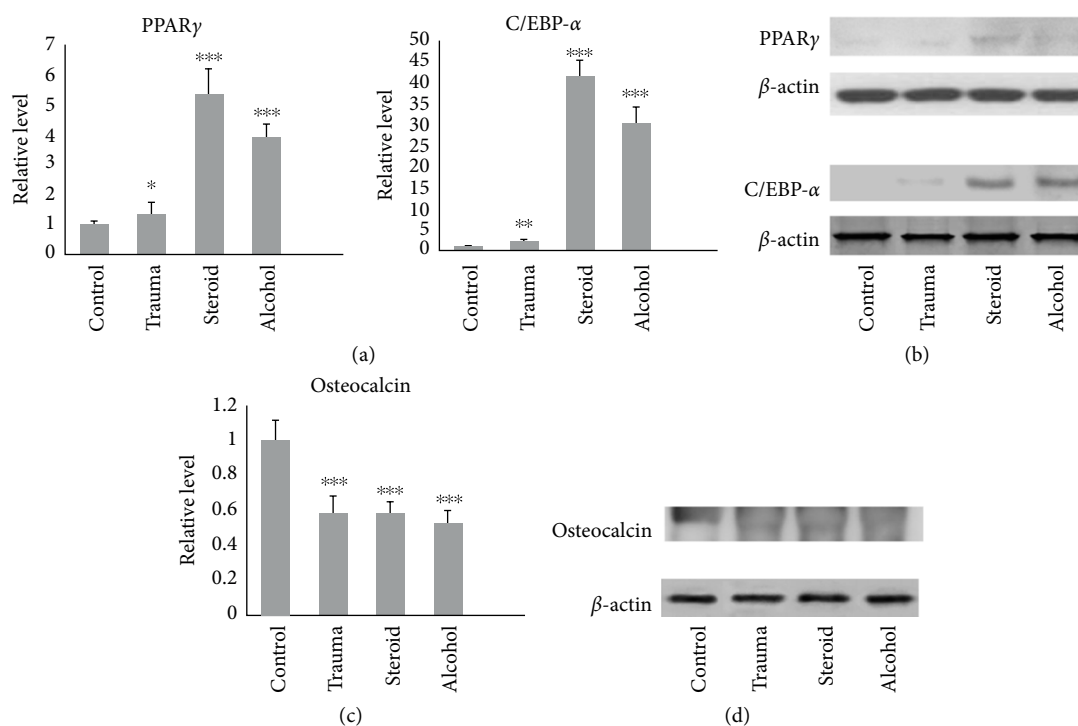 PPARγ
***
***
*
Relative level
7
6
5
4
3
2
1
0
Control
Trauma
Steroid
Alcohol
C/EBP-α
***
***
**
Relative level
50
45
40
35
30
25
20
15
10
5
0
Control
Trauma
Steroid
Alcohol
(a)
PPARγ
β-actin
C/EBP-α
β-actin
Control
Trauma
Steroid
Alcohol
(b)
Osteocalcin
***
***
***
Relative level
1.2
1
0.8
0.6
0.4
0.2
0
Control
Trauma
Steroid
Alcohol
(c)
Osteocalcin
β-actin
Control
Trauma
Steroid
Alcohol
(d)